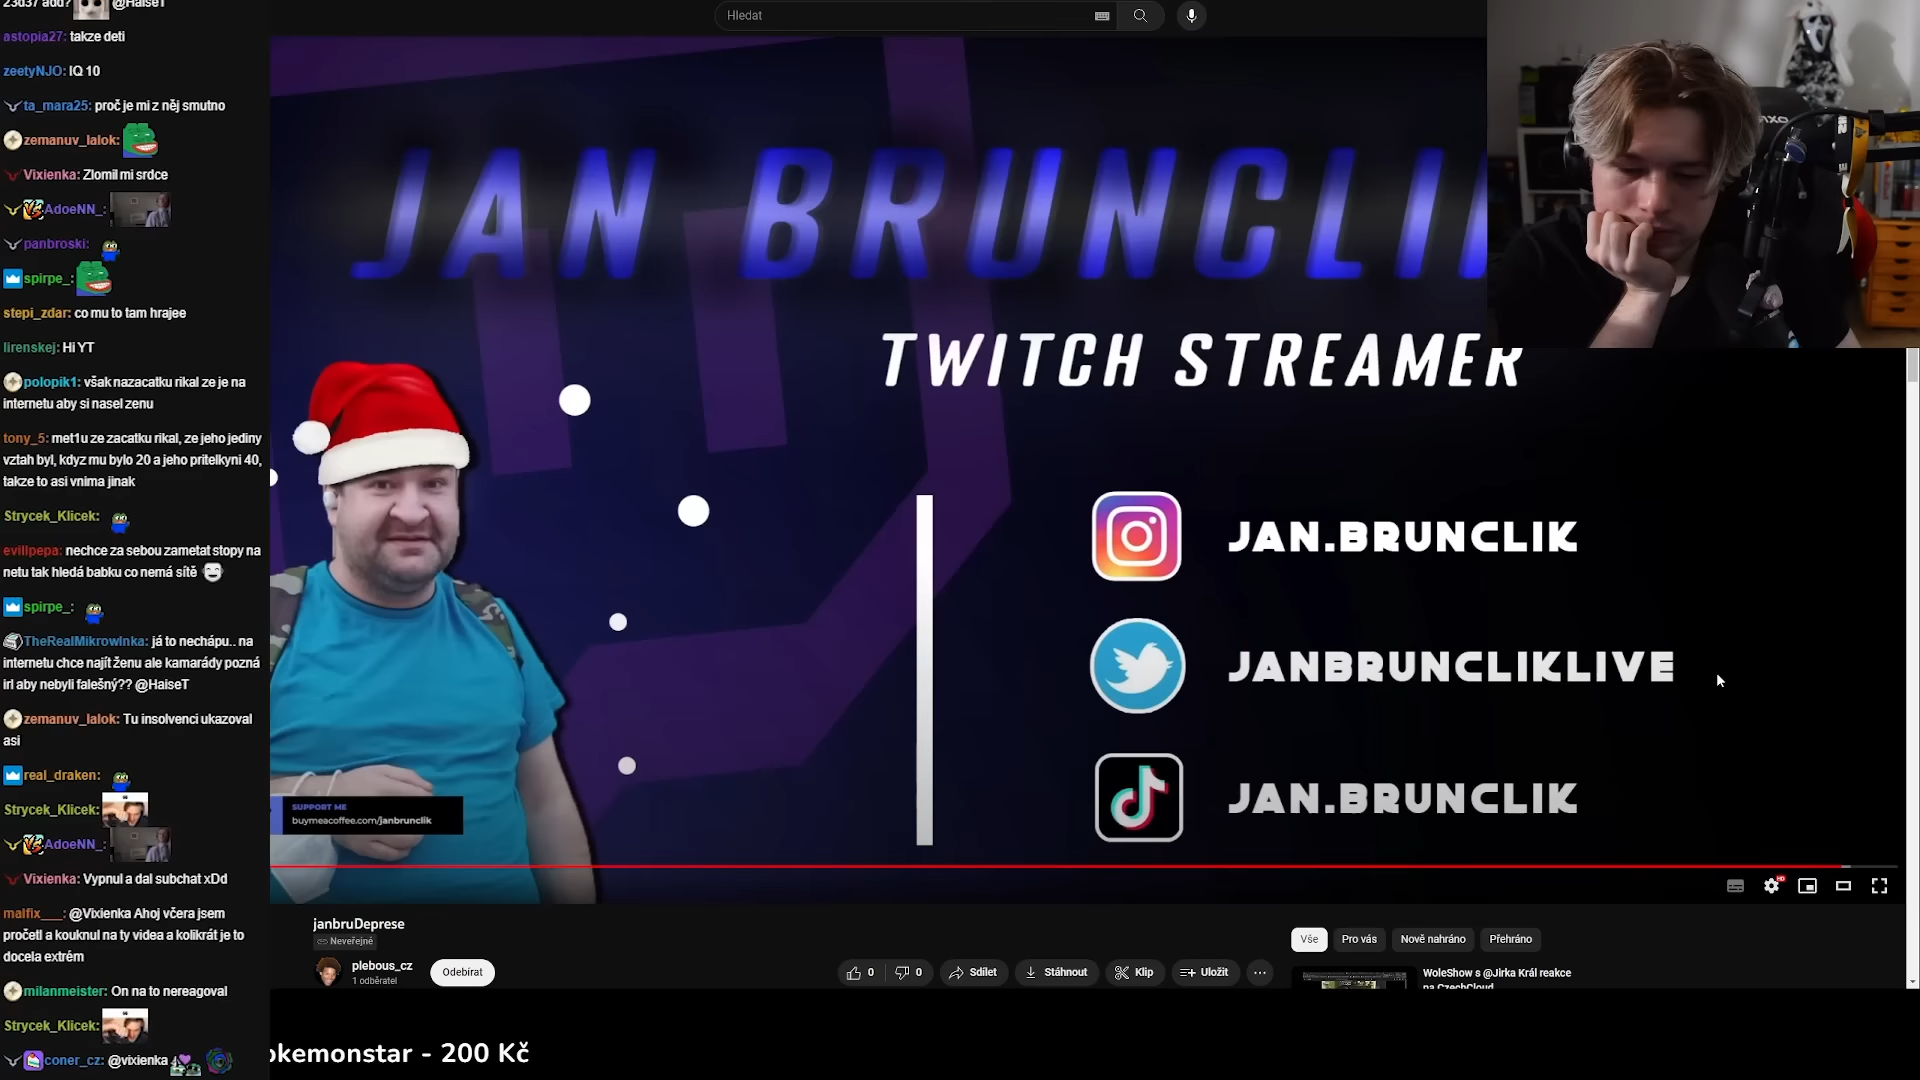 23d37 add? @HaiseT
astopia27: takze deti
zeetyNJO: IQ 10
ta_mara25: proč je mi z něj smutno
zemanuv_lalok:
Vixienka: Zlomil mi srdce
AdoeNN_:
panbroski:
spirpe_:
stepi_zdar: co mu to tam hrajee
lirenskej: Hi YT
polopik1: však nazacatku rikal ze je na
internetu aby si nasel zenu
tony_5: met1u ze zacatku rikal, ze jeho jediny
vztah byl, kdyz mu bylo 20 a jeho pritelkyni 40,
takze to asi vnima jinak
Strycek_Klicek:
evillpepa: nechce za sebou zametat stopy na
netu tak hledá babku co nemá sítě
spirpe_:
TheRealMikrowlnka: já to nechápu.. na
internetu chce najít ženu ale kamarády pozná
irl aby nebyli falešný?? @HaiseT
zemanuv_lalok: Tu insolvenci ukazoval
asi
real_draken:
Strycek_Klicek:
AdoeNN_:
Vixienka: Vypnul a dal subchat xDd
malfix___: @Vixienka Ahoj včera jsem
pročetl a kouknul na ty videa a kolikrát je to
docela extrém
milanmeister: On na to nereagoval
Strycek_Klicek:
coner_cz: @vixienka
Hledat
JAN BRUNCLI
TWITCH STREAMER
JAN.BRUNCLIK
JANBRUNCLIKLIVE
JAN.BRUNCLIK
SUPPORT ME
buymeacoffee.com/janbrunclik
HD
janbruDeprese
Neveřejné
plebous_cz
1 odběratel
Odebírat
0
0
Sdílet
Stáhnout
Klip
Uložit
Vše
Pro vás
Nově nahráno
Přehráno
WoleShow s @Jirka Král reakce
na CzechCloud
okemonstar - 200 Kč